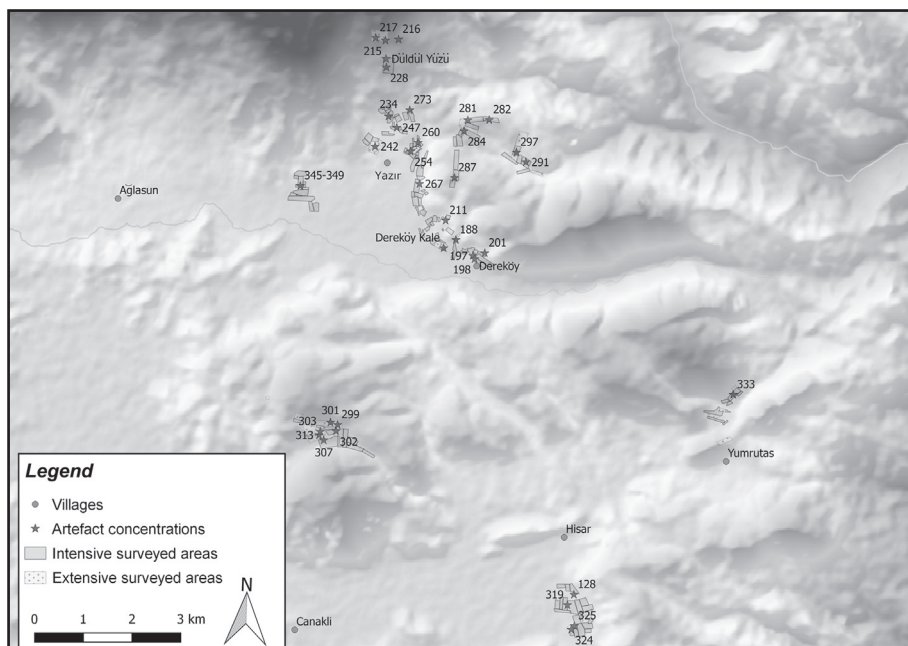 217 216
215
Düldül Yüzü
228
234 273
281 282
247
260
284
297
242
254
291
Yazır
287
345-349
267
Ağlasun
211
188
Dereköy Kale
201
197
198 Dereköy
333
301 299
303
313
302
307
Yumrutas
Legend
Villages
Artefact concentrations
Intensive surveyed areas
Extensive surveyed areas
N
0 1 2 3 km
Hisar
128
319
325
324
Canakli